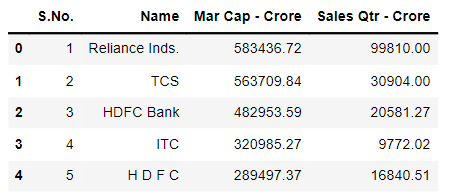 S.No. Name Mar Cap - Crore Sales Qtr - Crore
0 1 Reliance Inds. 583436.72 99810.00
1 2 TCS 563709.84 30904.00
2 3 HDFC Bank 482953.59 20581.27
3 4 ITC 320985.27 9772.02
4 5 H D F C 289497.37 16840.51